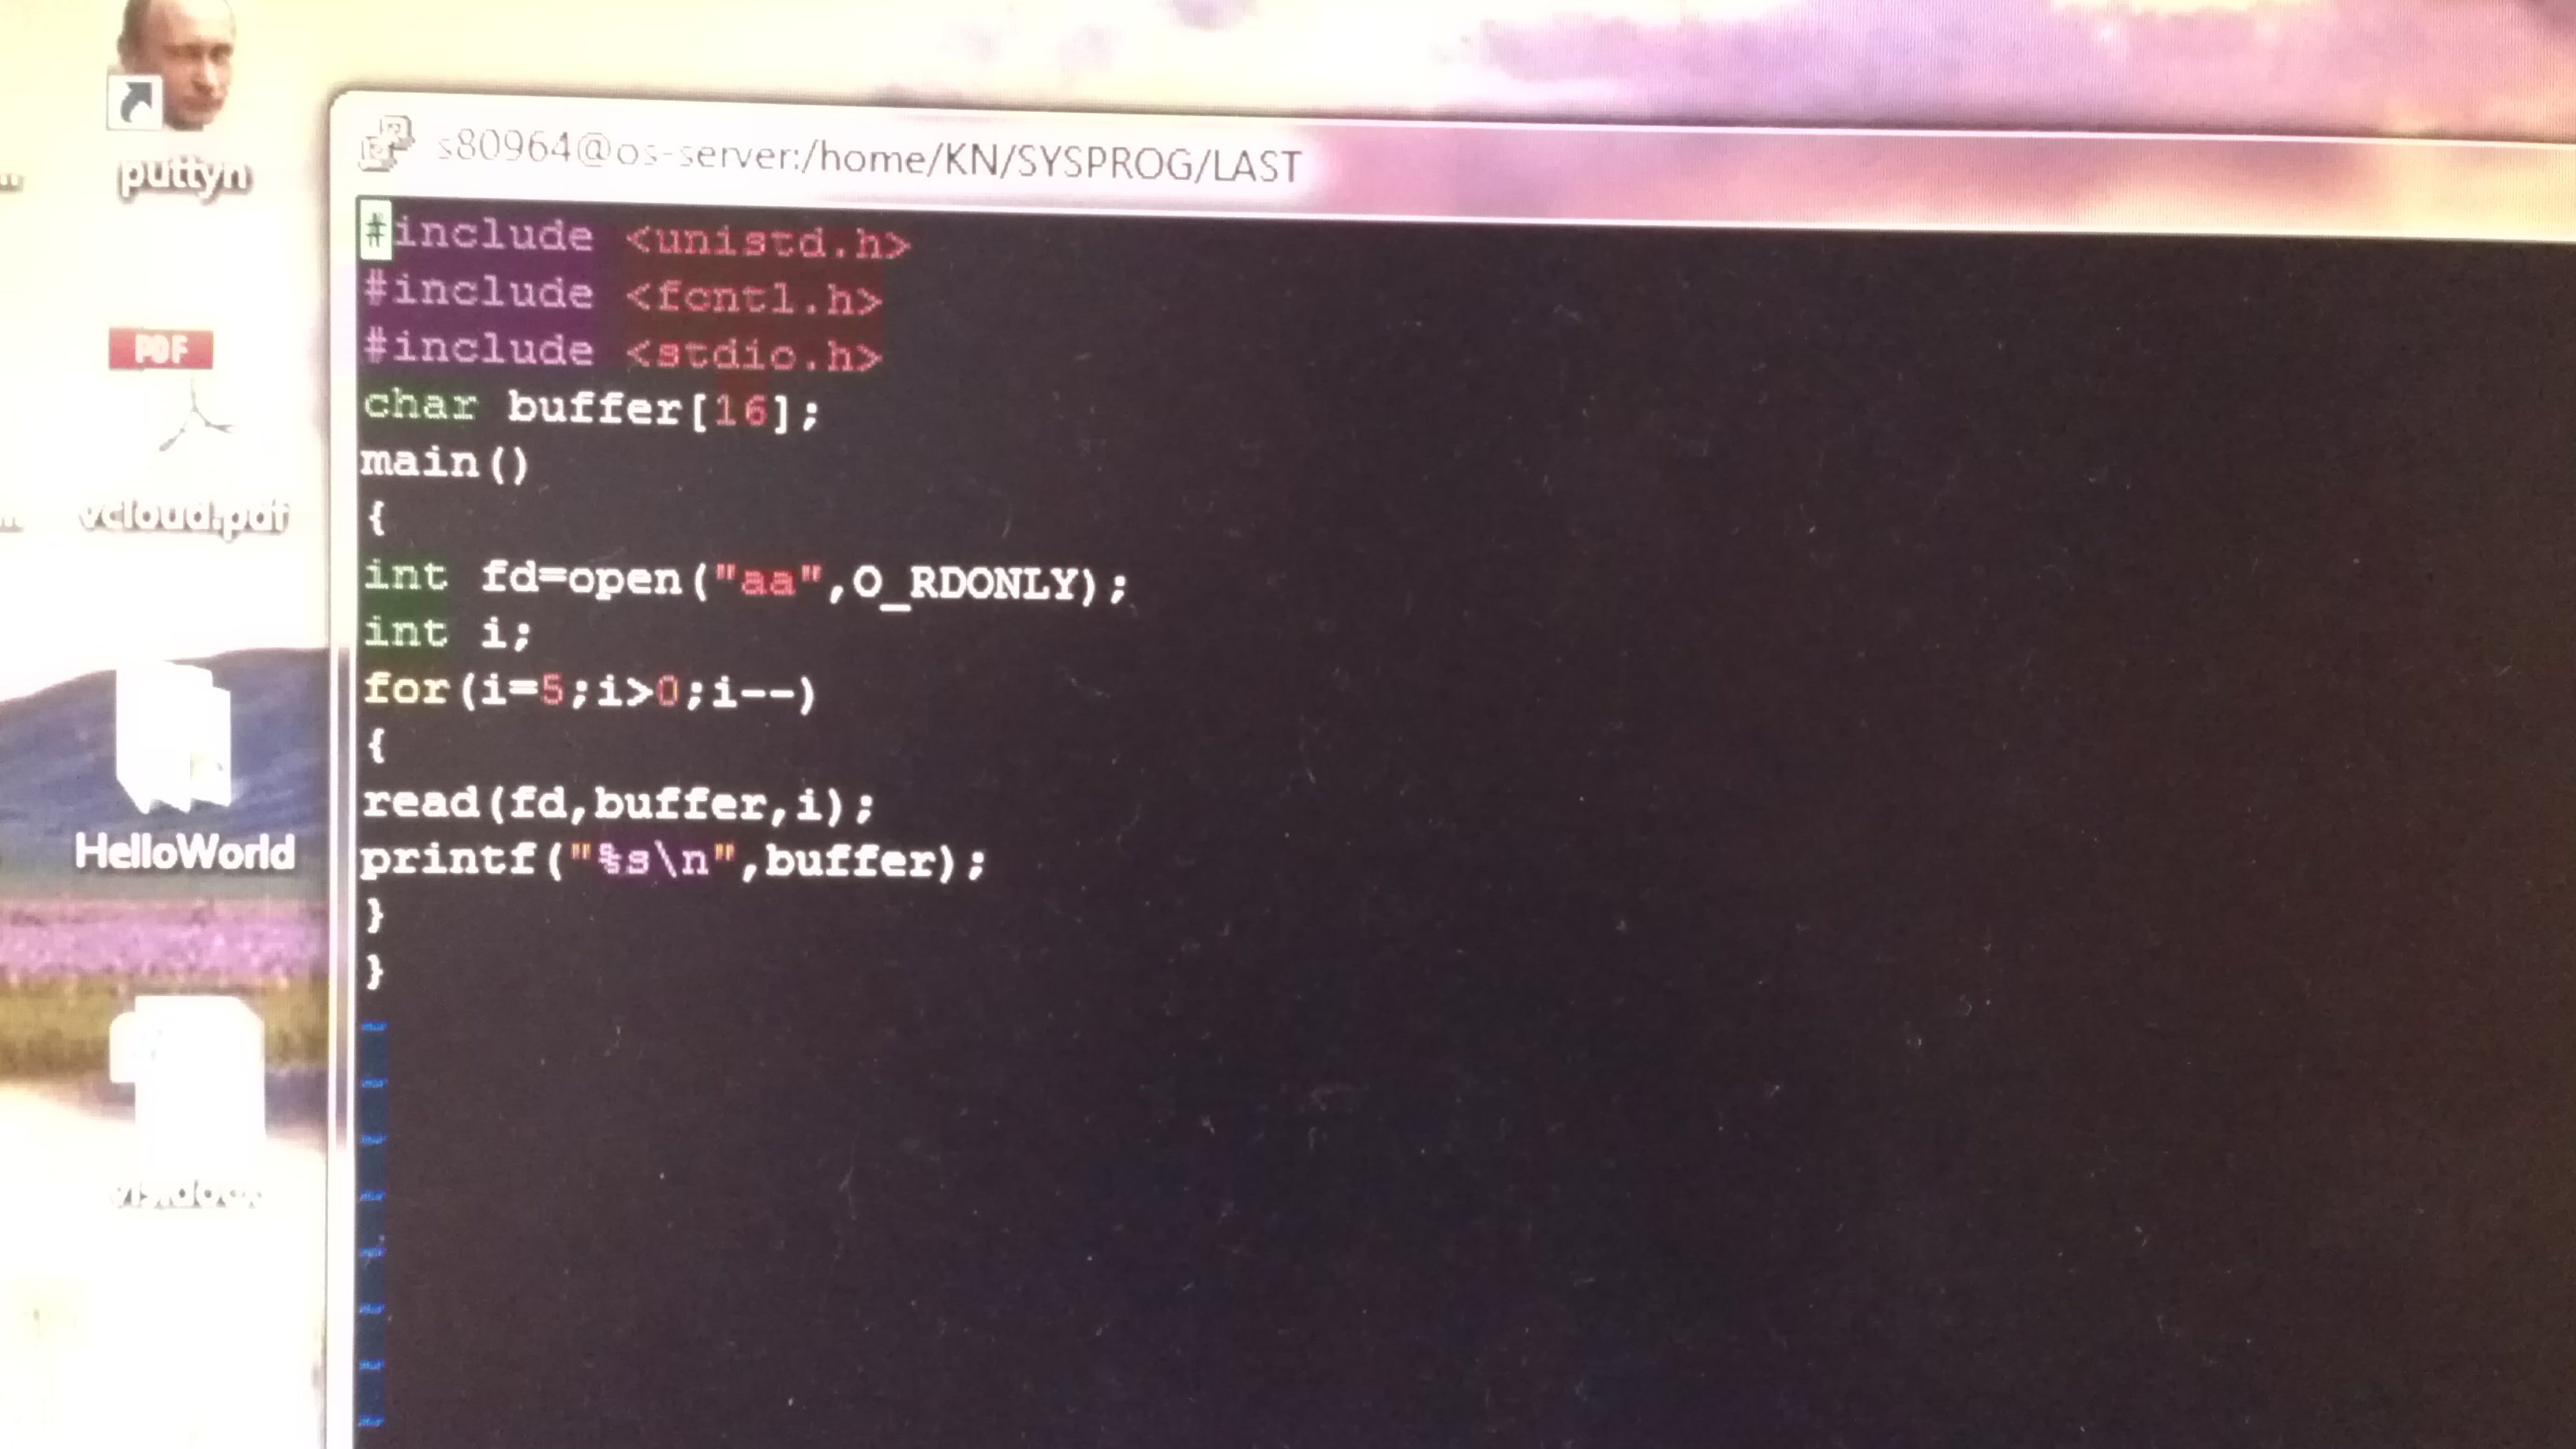 puttyn
PDF
vcloud.pdf
HelloWorld
s80964@os-server:/home/KN/SYSPROG/LAST
#include <unistd.h>
#include <fcntl.h>
#include <stdio.h>
char buffer[16];
main()
{
int fd=open("aa",O_RDONLY);
int i;
for(i=5;i>0;i--)
{
read(fd,buffer,i);
printf("%s\n",buffer);
}
}
~
~
~
~
~
~
~
~